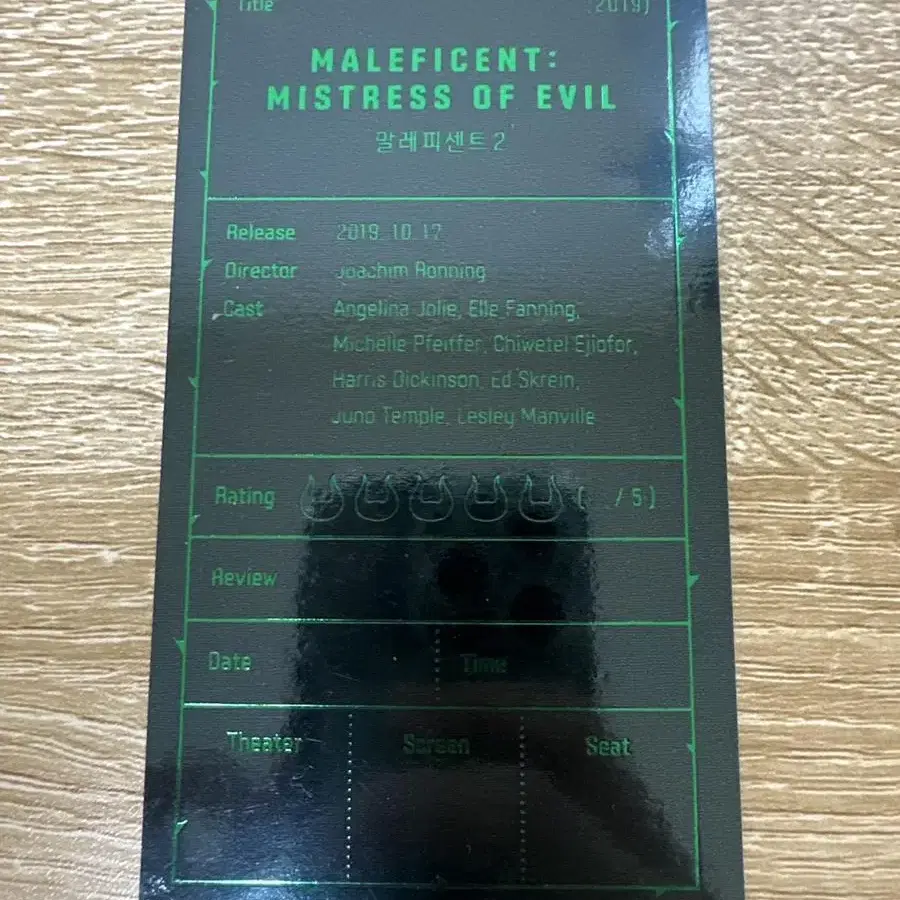 Title (2019)
MALEFICENT:
MISTRESS OF EVIL
말레피센트 2
Release 2019. 10. 17
Director Joachim Ronning
Cast Angelina Jolie, Elle Fanning,
Michelle Pfeiffer, Chiwetel Ejiofor,
Harris Dickinson, Ed Skrein,
Juno Temple, Lesley Manville
Rating ( / 5 )
Review
Date Time
Theater Screen Seat